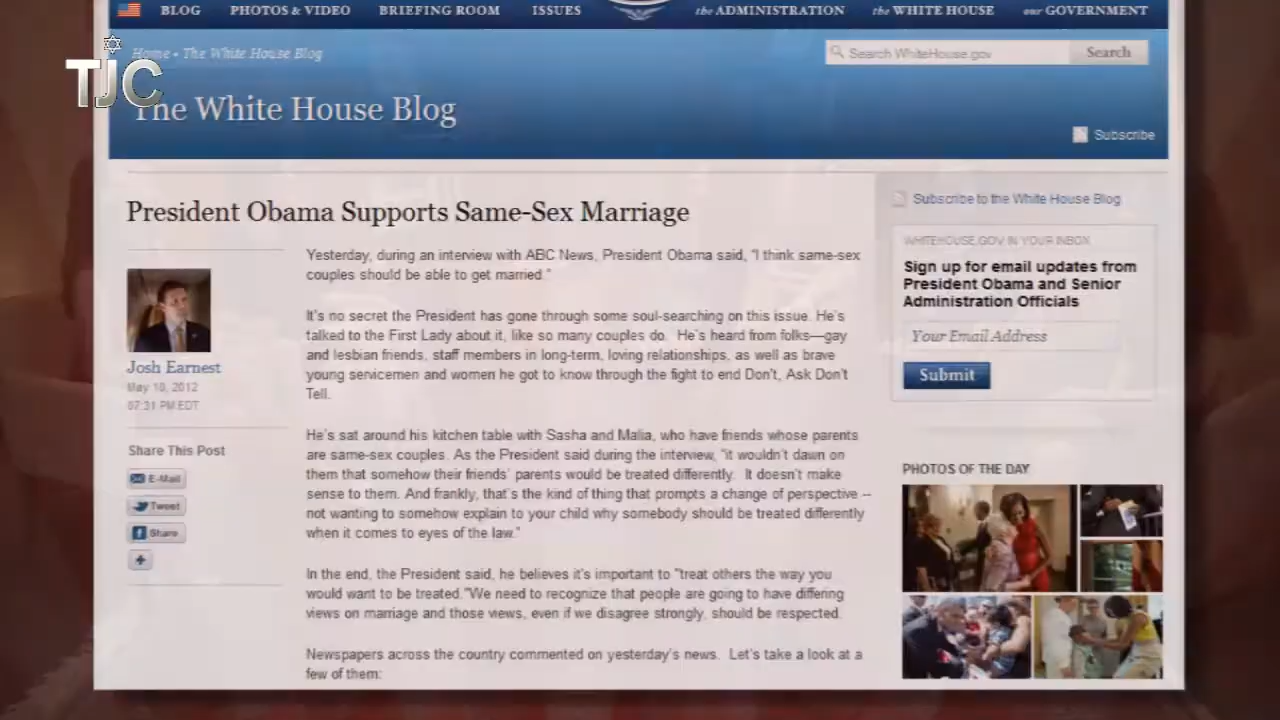 BLOG PHOTOS & VIDEO BRIEFING ROOM ISSUES the ADMINISTRATION the WHITE HOUSE our GOVERNMENT
TJC
Home • The White House Blog
Search WhiteHouse.gov
Search
The White House Blog
Subscribe
President Obama Supports Same-Sex Marriage
Josh Earnest
May 10, 2012
07:31 PM EDT
Share This Post
E-Mail
Tweet
Share
+
Yesterday, during an interview with ABC News, President Obama said, "I think same-sex
couples should be able to get married."
It's no secret the President has gone through some soul-searching on this issue. He's
talked to the First Lady about it, like so many couples do. He's heard from folks—gay
and lesbian friends, staff members in long-term, loving relationships, as well as brave
young servicemen and women he got to know through the fight to end Don't, Ask Don't
Tell.
He's sat around his kitchen table with Sasha and Malia, who have friends whose parents
are same-sex couples. As the President said during the interview, "it wouldn't dawn on
them that somehow their friends' parents would be treated differently. It doesn't make
sense to them. And frankly, that's the kind of thing that prompts a change of perspective --
not wanting to somehow explain to your child why somebody should be treated differently
when it comes to eyes of the law."
In the end, the President said, he believes it's important to "treat others the way you
would want to be treated."We need to recognize that people are going to have differing
views on marriage and those views, even if we disagree strongly, should be respected.
Newspapers across the country commented on yesterday's news. Let's take a look at a
few of them:
Subscribe to the White House Blog
WHITEHOUSE.GOV IN YOUR INBOX
Sign up for email updates from
President Obama and Senior
Administration Officials
Your Email Address
Submit
PHOTOS OF THE DAY